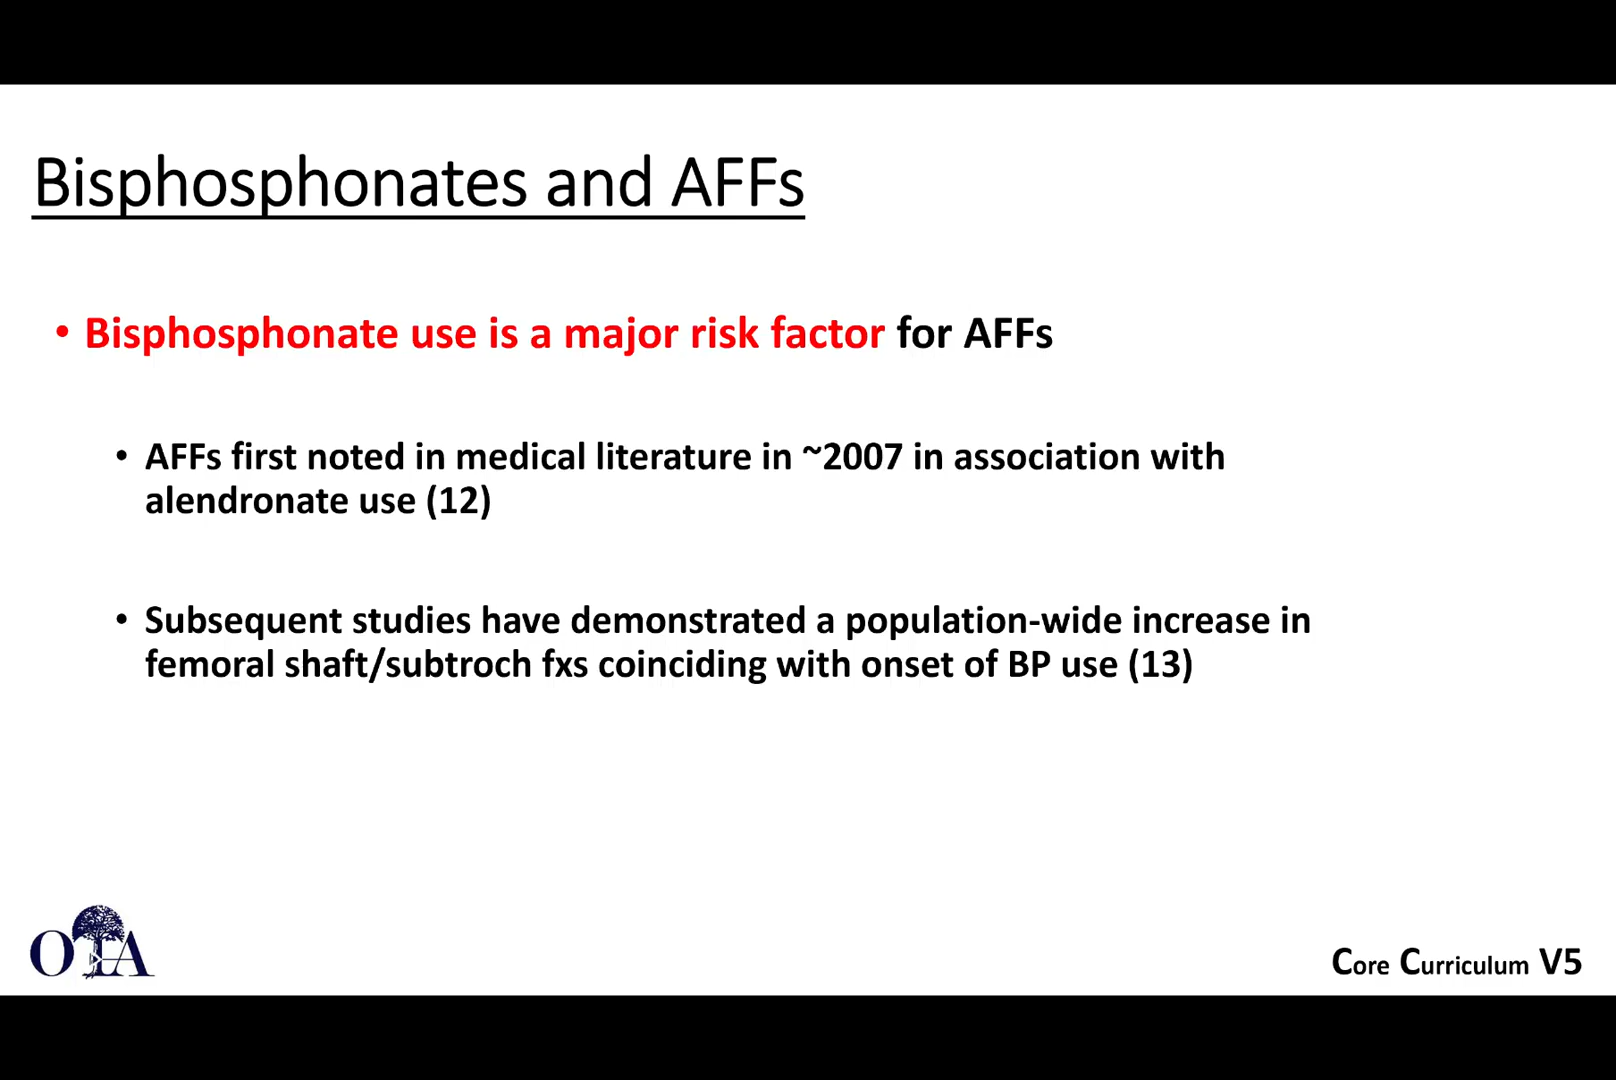 Bisphosphonates and AFFs
• Bisphosphonate use is a major risk factor for AFFs
• AFFs first noted in medical literature in ~2007 in association with
alendronate use (12)
• Subsequent studies have demonstrated a population-wide increase in
femoral shaft/subtroch fxs coinciding with onset of BP use (13)
OTA
Core Curriculum V5